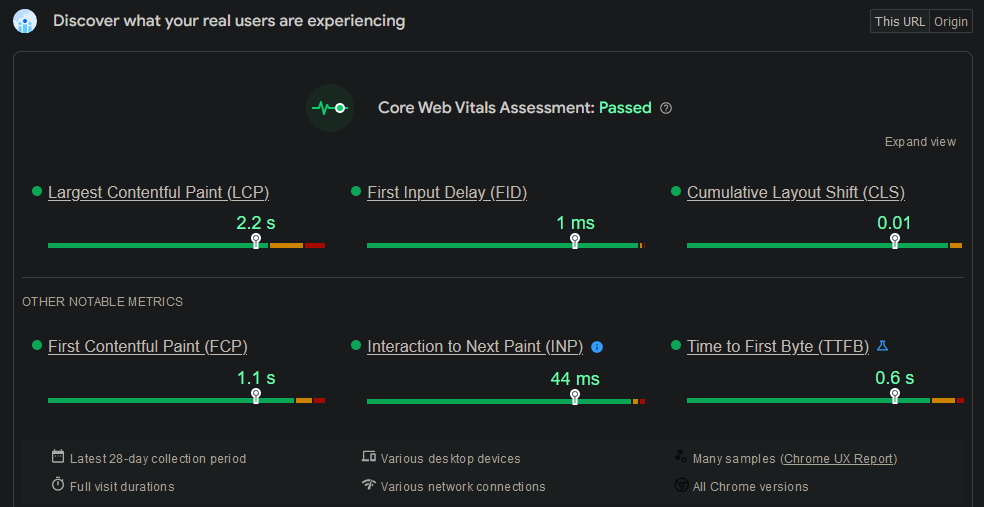 Discover what your real users are experiencing
This URL Origin
Core Web Vitals Assessment: Passed
Expand view
Largest Contentful Paint (LCP) First Input Delay (FID) Cumulative Layout Shift (CLS)
2.2 s 1 ms 0.01
OTHER NOTABLE METRICS
First Contentful Paint (FCP) Interaction to Next Paint (INP) Time to First Byte (TTFB)
1.1 s 44 ms 0.6 s
Latest 28-day collection period Various desktop devices Many samples (Chrome UX Report)
Full visit durations Various network connections All Chrome versions